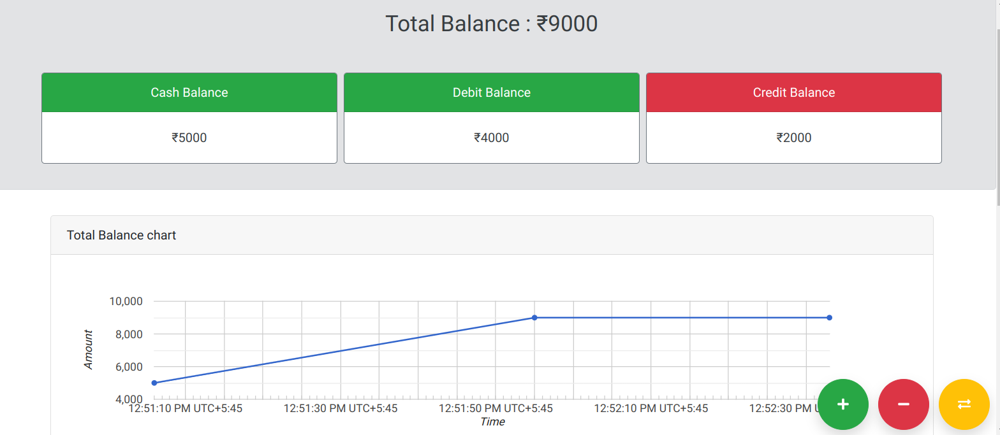 Total Balance : ₹9000
Cash Balance
Debit Balance
Credit Balance
₹5000
₹4000
₹2000
Total Balance chart
10,000
8,000
6,000
4,000
Amount
12:51:10 PM UTC+5:45
12:51:30 PM UTC+5:45
12:51:50 PM UTC+5:45
12:52:10 PM UTC+5:45
12:52:30 PM
Time